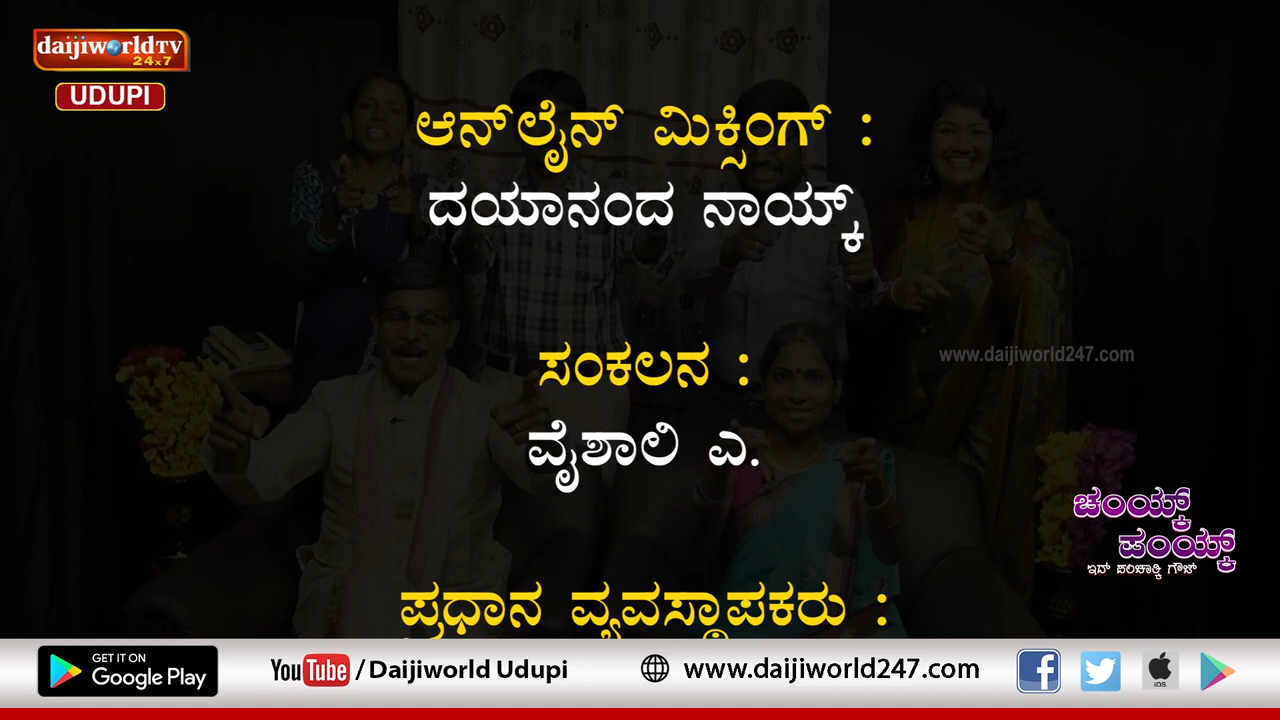 daijiworldTV
24x7
UDUPI
ಆನ್‌ಲೈನ್ ಮಿಕ್ಸಿಂಗ್ :
ದಯಾನಂದ ನಾಯ್ಕ್
ಸಂಕಲನ :
ವೈಶಾಲಿ ಎ.
www.daijiworld247.com
ಚಂಯ್ಕ್
ಪಂಯ್ಕ್
ಪ್ರಧಾನ ವ್ಯವಸ್ಥಾಪಕರು :
GET IT ON
Google Play
YouTube / Daijiworld Udupi
www.daijiworld247.com
iOS